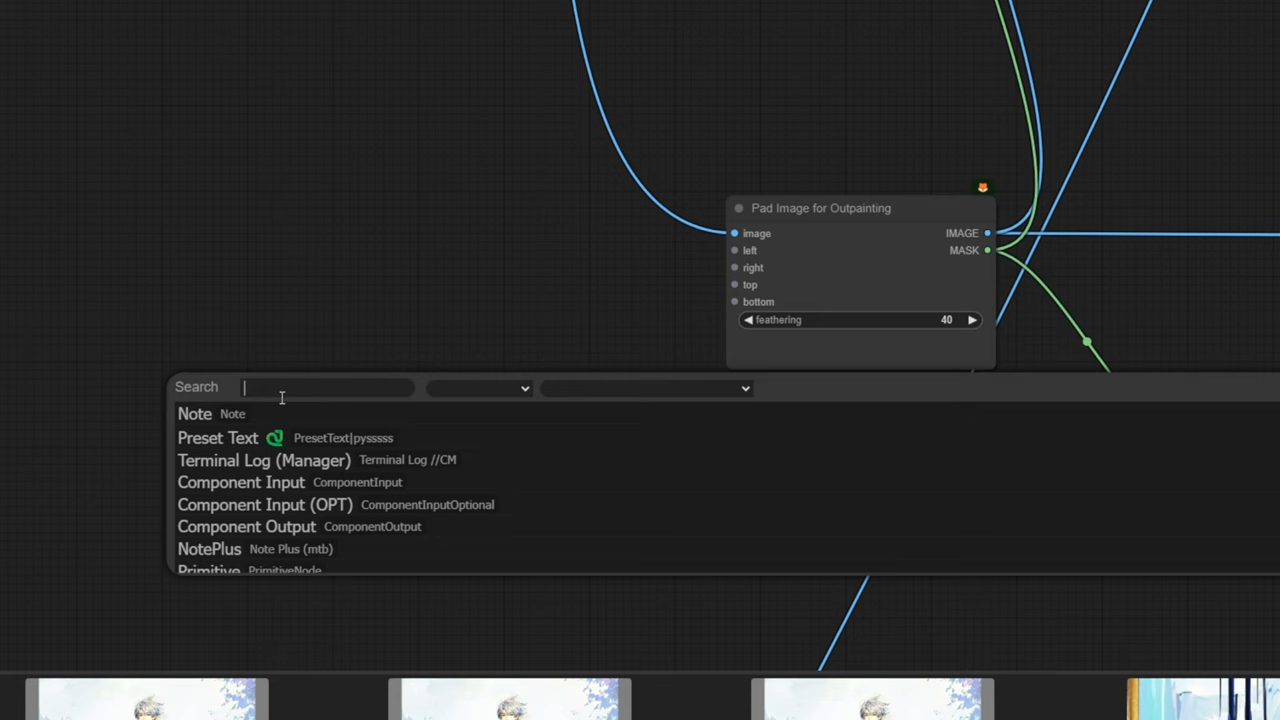 Pad Image for Outpainting
image IMAGE
left MASK
right
top
bottom
feathering 40
Search
Note Note
Preset Text PresetText|pysssss
Terminal Log (Manager) Terminal Log //CM
Component Input ComponentInput
Component Input (OPT) ComponentInputOptional
Component Output ComponentOutput
NotePlus Note Plus (mtb)
Primitive PrimitiveNode